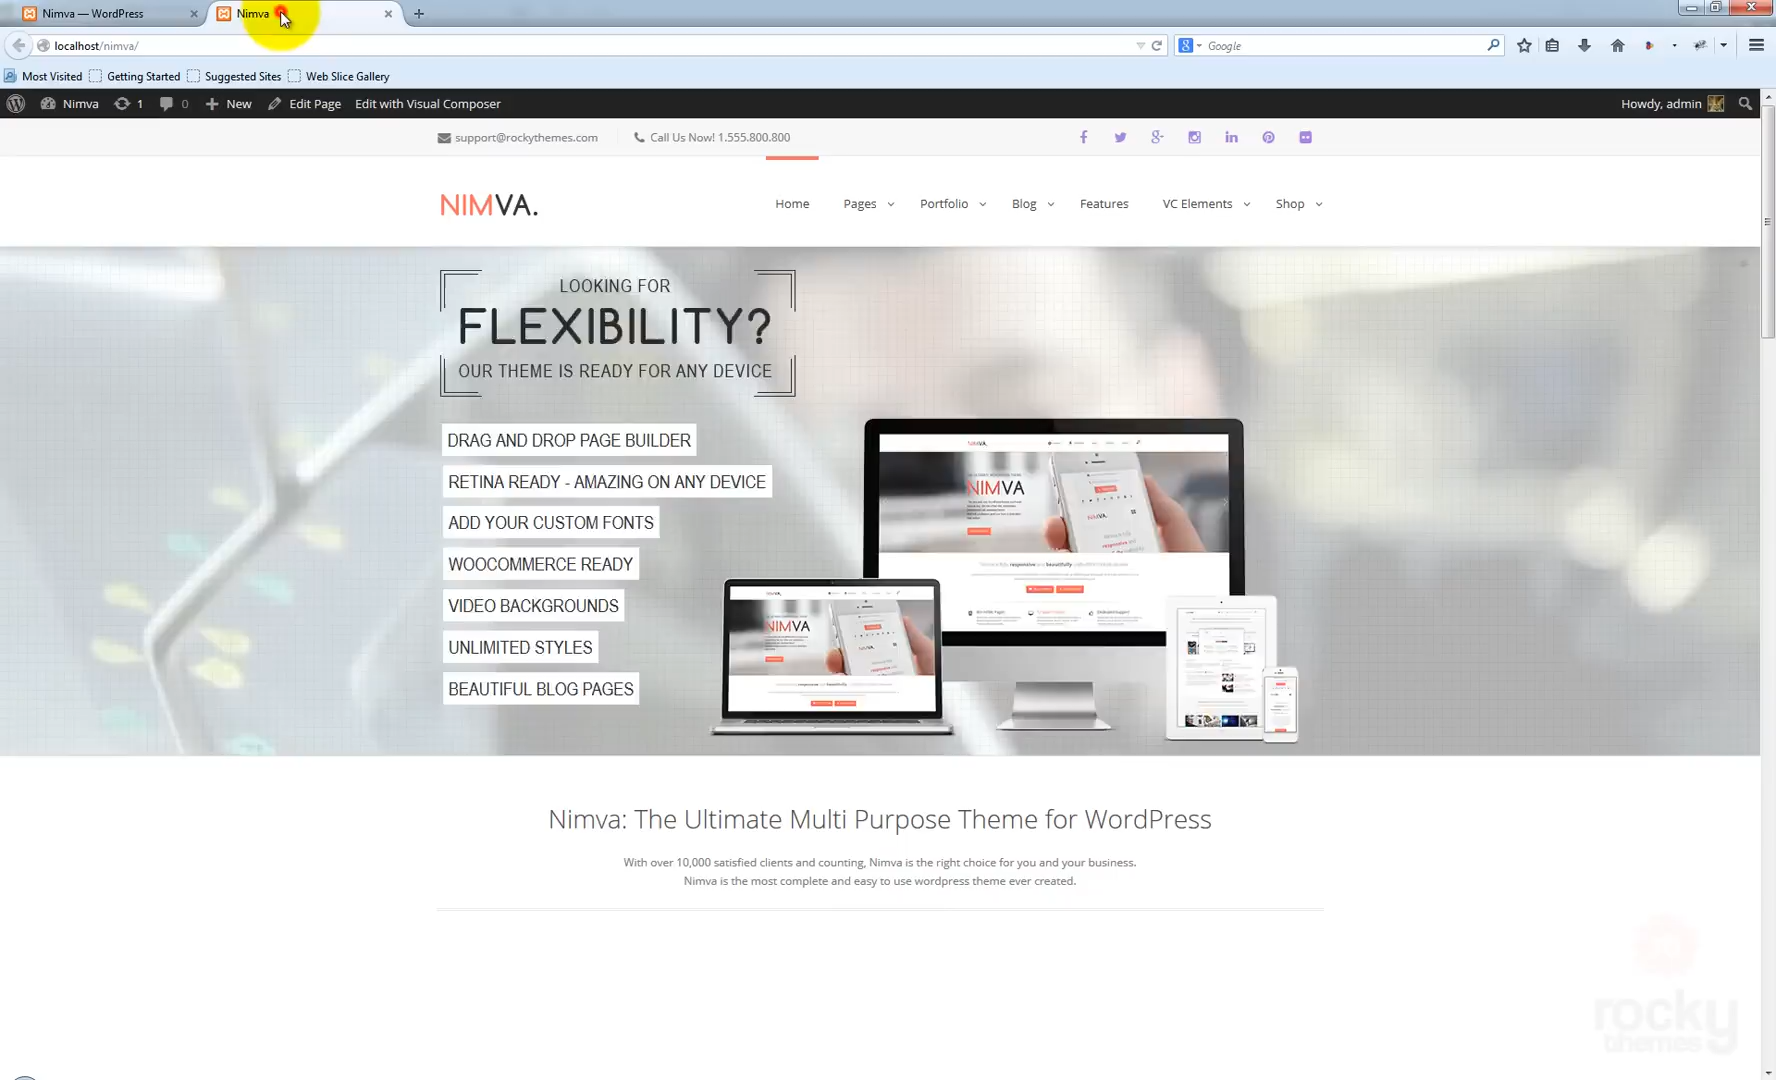 Nimva — WordPress
Nimva
localhost/nimva/
Google
Most Visited Getting Started Suggested Sites Web Slice Gallery
Nimva 1 0 New Edit Page Edit with Visual Composer Howdy, admin
support@rockythemes.com Call Us Now! 1.555.800.800
NIMVA. Home Pages Portfolio Blog Features VC Elements Shop
LOOKING FOR
FLEXIBILITY?
OUR THEME IS READY FOR ANY DEVICE
DRAG AND DROP PAGE BUILDER
RETINA READY - AMAZING ON ANY DEVICE
ADD YOUR CUSTOM FONTS
WOOCOMMERCE READY
VIDEO BACKGROUNDS
UNLIMITED STYLES
BEAUTIFUL BLOG PAGES
NIMVA
NIMVA
Nimva: The Ultimate Multi Purpose Theme for WordPress
With over 10,000 satisfied clients and counting, Nimva is the right choice for you and your business.
Nimva is the most complete and easy to use wordpress theme ever created.
rocky
themes